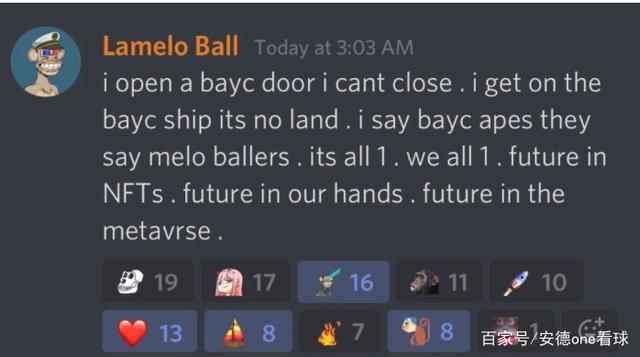 Lamelo Ball Today at 3:03 AM
i open a bayc door i cant close . i get on the
bayc ship its no land . i say bayc apes they
say melo ballers . its all 1 . we all 1 . future in
NFTs . future in our hands . future in the
metavrse .
19 17 16 11 10
13 8 7 8 1
百家号/安德one看球